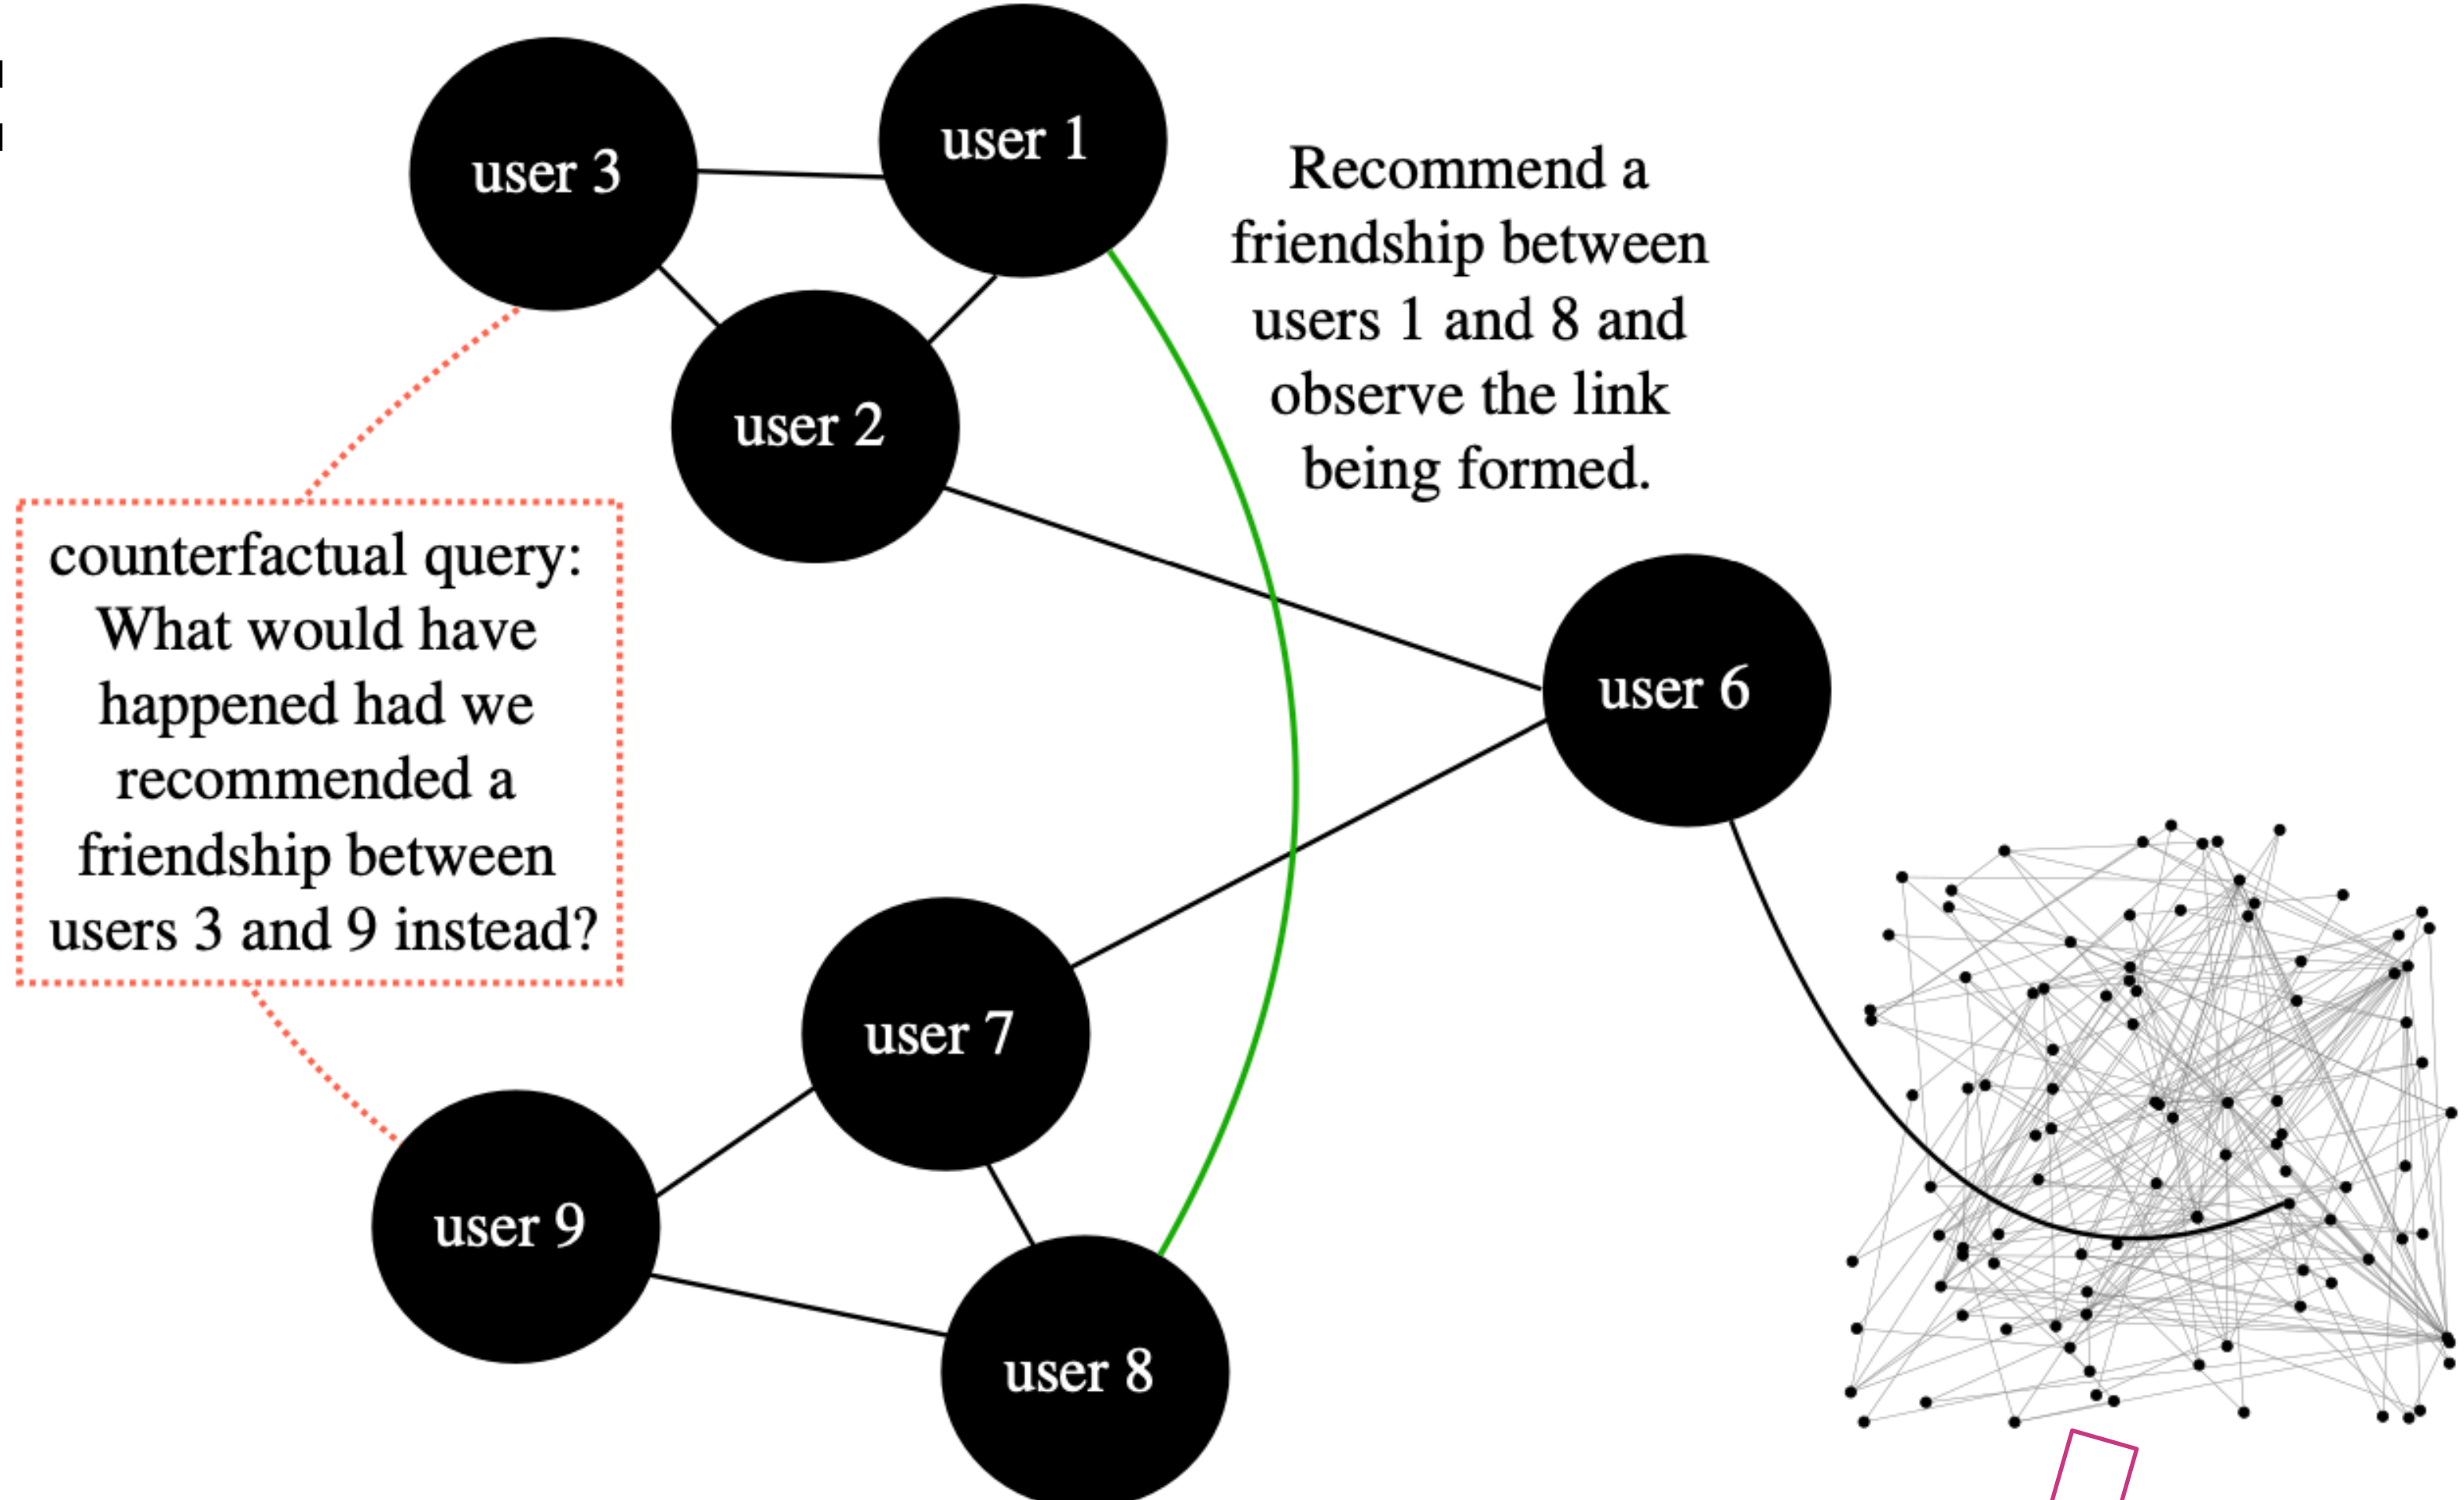 user 3
user 1
user 2
Recommend a
friendship between
users 1 and 8 and
observe the link
being formed.
counterfactual query:
What would have
happened had we
recommended a
friendship between
users 3 and 9 instead?
user 6
user 7
user 9
user 8